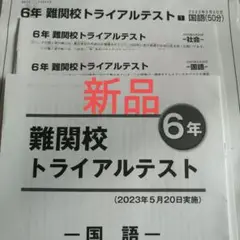 6年 難関校トライアルテスト
国語(50分)
6年 難関校トライアルテスト
－社会－
6年 難関校トライアルテスト
－国語－
新品
6年
難関校
トライアルテスト
(2023年5月20日実施)
－国 語－